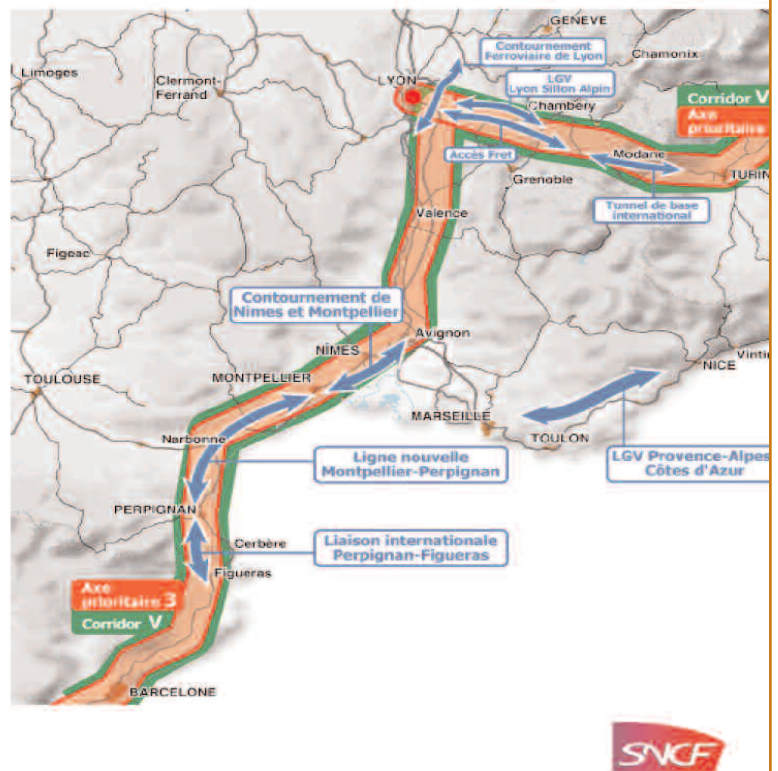 GENEVE
Contournement
Ferroviaire de Lyon
Chamonix
Limoges
Clermont-
Ferrand
LYON
LGV
Lyon Sillon Alpin
Chambéry
Corridor V
Axe
prioritaire
Accès Fret
Modane
Grenoble
TURIN
Tunnel de base
international
Valence
Figeac
Contournement de
Nîmes et Montpellier
Avignon
NÎMES
NICE
TOULOUSE
MONTPELLIER
MARSEILLE
TOULON
Narbonne
Ligne nouvelle
Montpellier-Perpignan
LGV Provence-Alpes
Côtes d'Azur
PERPIGNAN
Cerbère
Liaison internationale
Perpignan-Figueras
Figueras
Axe
prioritaire 3
Corridor V
BARCELONE
SNCF